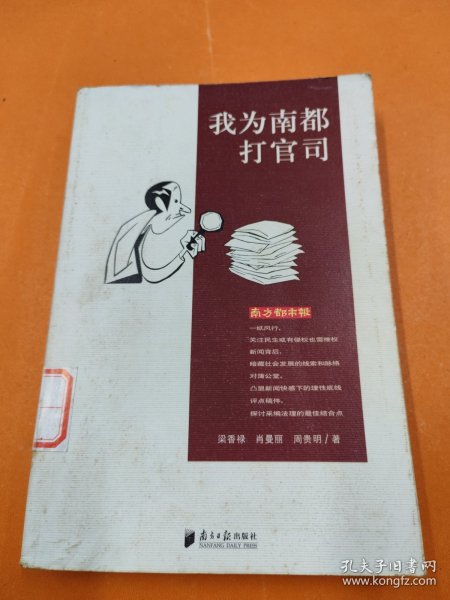 我为南都
打官司
南方都市报
一纸风行，
关注民生或有侵权也需维权
新闻背后，
暗藏社会发展的线索和脉络
对簿公堂，
凸显新闻快感下的理性底线
评点稿件，
探讨采编法理的最佳结合点
梁香禄 肖曼丽 周贵明/著
南方日报出版社
NANFANG DAILY PRESS
孔夫子旧书网
www.kongfz.com